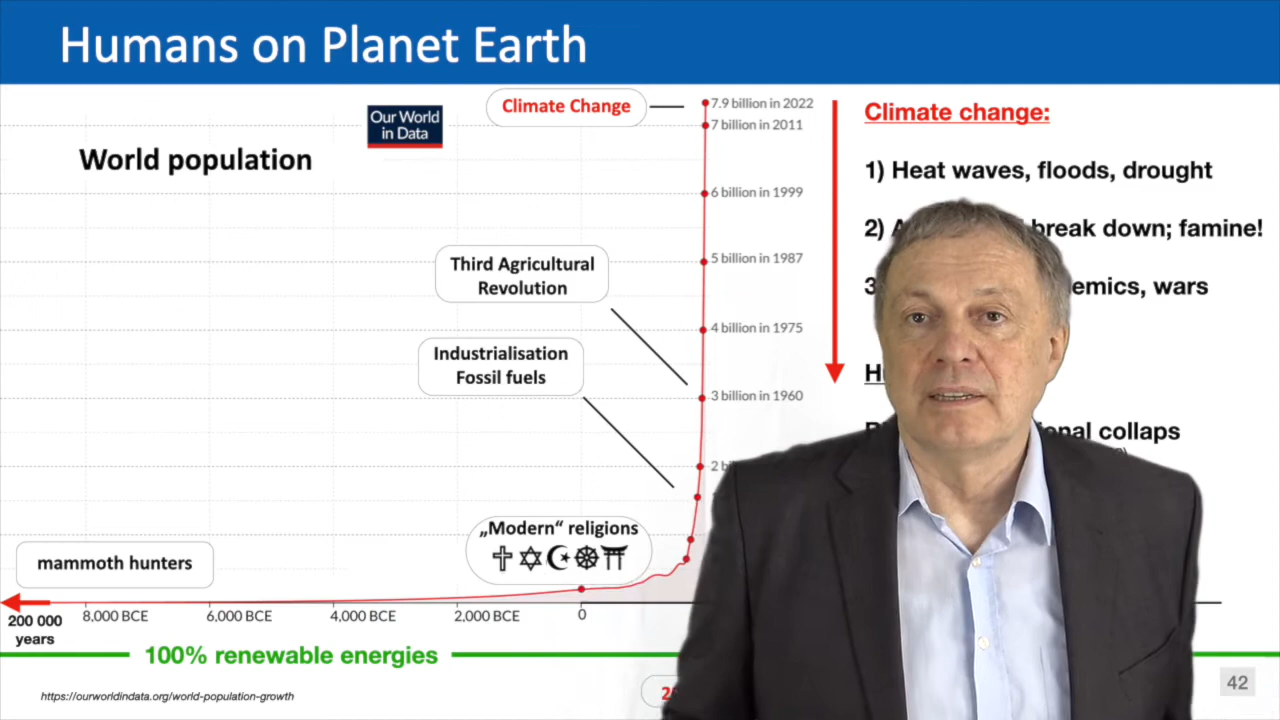 Humans on Planet Earth
Climate Change
Our World
in Data
World population
7.9 billion in 2022
7 billion in 2011
6 billion in 1999
5 billion in 1987
4 billion in 1975
3 billion in 1960
2
Third Agricultural
Revolution
Industrialisation
Fossil fuels
„Modern“ religions
mammoth hunters
200 000
years
8,000 BCE
6,000 BCE
4,000 BCE
2,000 BCE
0
100% renewable energies
https://ourworldindata.org/world-population-growth
Climate change:
1) Heat waves, floods, drought
2) break down; famine!
wars
collaps
42